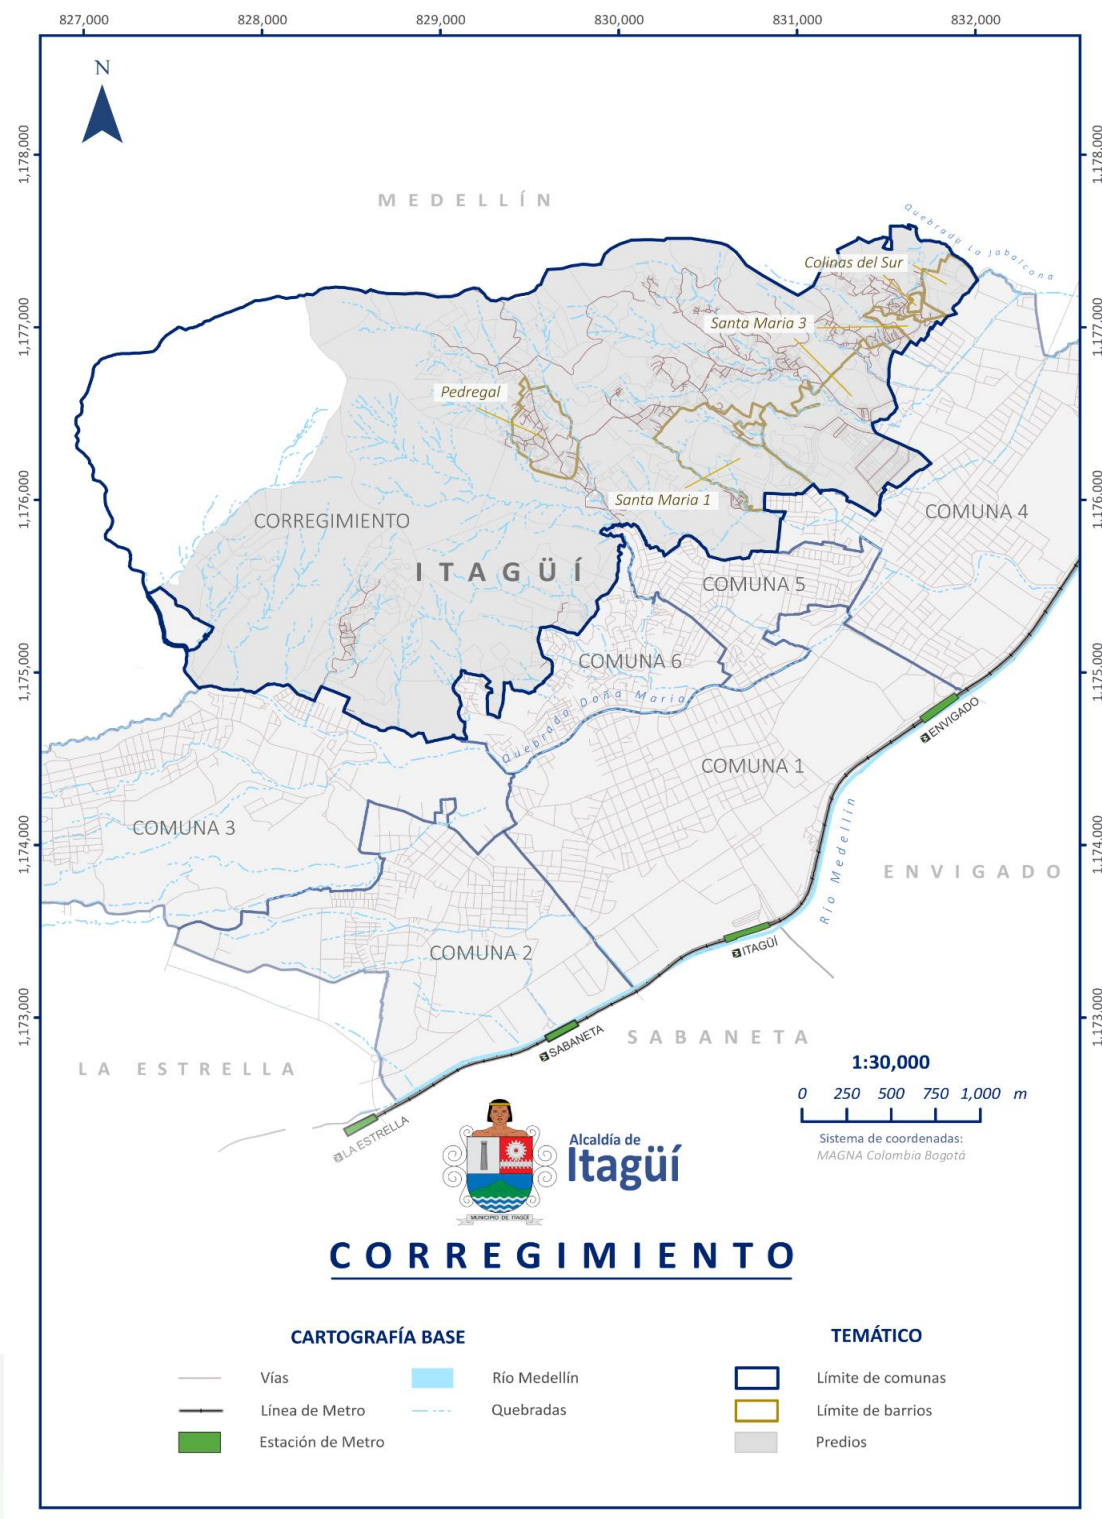 827,000 828,000 829,000 830,000 831,000 832,000
N
1,178,000 1,178,000
MEDELLÍN
Quebrada La Jabalcona
Colinas del Sur
Santa Maria 3
1,177,000 1,177,000
Pedregal
Santa Maria 1
1,176,000 1,176,000
CORREGIMIENTO
COMUNA 4
ITAGÜÍ
COMUNA 5
COMUNA 6
1,175,000 1,175,000
Quebrada Doña Maria
ENVIGADO
COMUNA 1
COMUNA 3
Río Medellín
1,174,000 1,174,000
ENVIGADO
COMUNA 2
ITAGÜÍ
1,173,000 1,173,000
SABANETA
SABANETA
LA ESTRELLA
LA ESTRELLA
1:30,000
0 250 500 750 1,000 m
Sistema de coordenadas:
MAGNA Colombia Bogotá
Alcaldía de
Itagüí
MUNICIPIO DE ITAGÜÍ
CORREGIMIENTO
CARTOGRAFÍA BASE
Vías
Línea de Metro
Estación de Metro
Río Medellín
Quebradas
TEMÁTICO
Límite de comunas
Límite de barrios
Predios